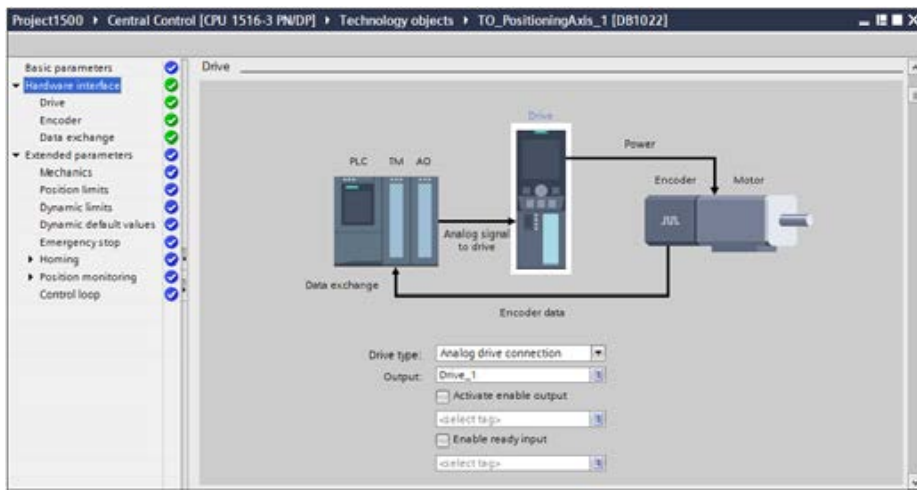 Project1500 ▸ Central Control [CPU 1516-3 PN/DP] ▸ Technology objects ▸ TO_PositioningAxis_1 [DB1022]
Basic parameters
Hardware interface
Drive
Encoder
Data exchange
Extended parameters
Mechanics
Position limits
Dynamic limits
Dynamic default values
Emergency stop
Homing
Position monitoring
Control loop
Drive
Drive
Power
PLC TM AO
Encoder Motor
Analog signal
to drive
Data exchange
Encoder data
Drive type: Analog drive connection
Output: Drive_1
Activate enable output
<select tag>
Enable ready input
<select tag>